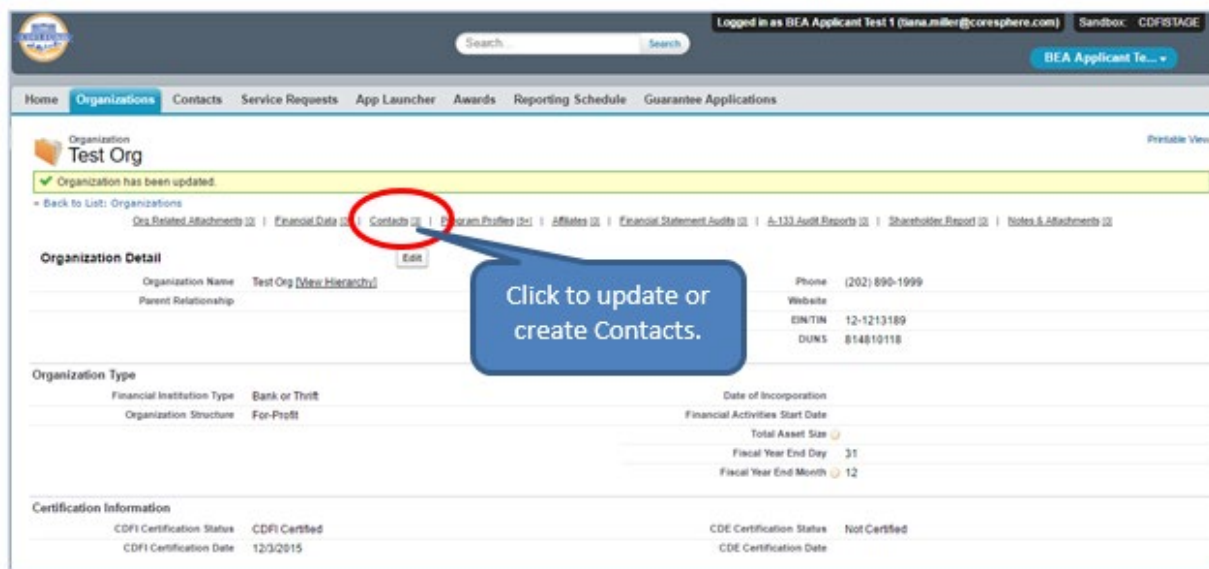 Logged in as BEA Applicant Test 1 (tiana.miller@coresphere.com) Sandbox: CDFISTAGE
Search... Search
BEA Applicant Te...
Home Organizations Contacts Service Requests App Launcher Awards Reporting Schedule Guarantee Applications
Organization
Test Org
Printable View
Organization has been updated.
« Back to List: Organizations
Org Related Attachments | Financial Data | Contacts | Program Profiles [5+] | Affiliates | Financial Statement Audits | A-133 Audit Reports | Shareholder Report | Notes & Attachments
Organization Detail Edit
Organization Name Test Org [View Hierarchy] Phone (202) 890-1999
Parent Relationship Website
EIN/TIN 12-1213189
DUNS 814810118
Click to update or
create Contacts.
Organization Type
Financial Institution Type Bank or Thrift Date of Incorporation
Organization Structure For-Profit Financial Activities Start Date
Total Asset Size
Fiscal Year End Day 31
Fiscal Year End Month 12
Certification Information
CDFI Certification Status CDFI Certified CDE Certification Status Not Certified
CDFI Certification Date 12/3/2015 CDE Certification Date